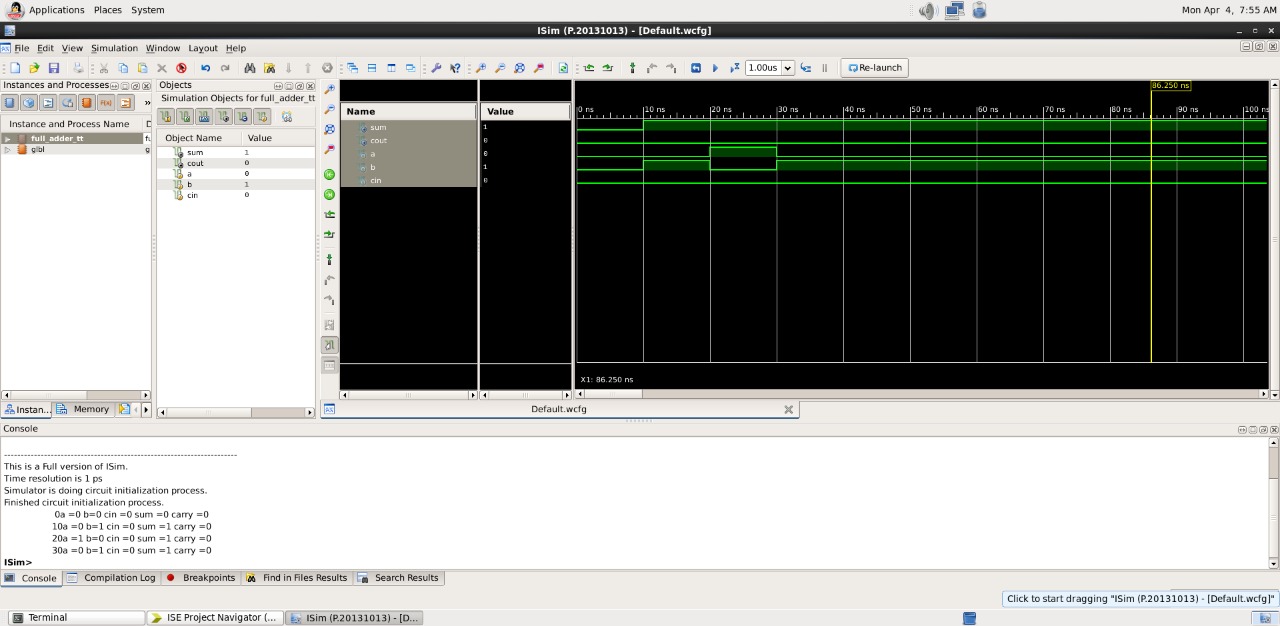 Applications Places System Mon Apr 4, 7:55 AM
ISim (P.20131013) - [Default.wcfg]
File Edit View Simulation Window Layout Help
1.00us Re-launch
Instances and Processes
Instance and Process Name
full_adder_tt
glbl g
Instan... Memory
Objects
Simulation Objects for full_adder_tt
Object Name Value
sum 1
cout 0
a 0
b 1
cin 0
Name Value
sum 1
cout 0
a 0
b 1
cin 0
86.250 ns
0 ns 10 ns 20 ns 30 ns 40 ns 50 ns 60 ns 70 ns 80 ns 90 ns 100 ns
X1: 86.250 ns
Default.wcfg
Console
------------------------------------------------------------------------
This is a Full version of ISim.
Time resolution is 1 ps
Simulator is doing circuit initialization process.
Finished circuit initialization process.
0a =0 b=0 cin =0 sum =0 carry =0
10a =0 b=1 cin =0 sum =1 carry =0
20a =1 b=0 cin =0 sum =1 carry =0
30a =0 b=1 cin =0 sum =1 carry =0
ISim>
Console Compilation Log Breakpoints Find in Files Results Search Results
Click to start dragging "ISim (P.20131013) - [Default.wcfg]"
Terminal ISE Project Navigator (... ISim (P.20131013) - [D...